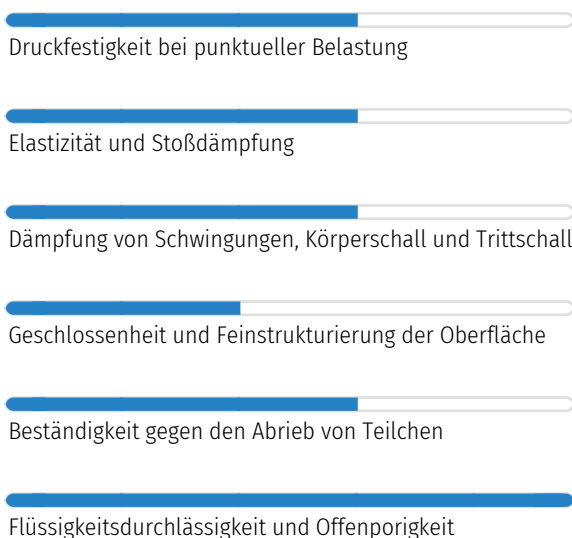 Druckfestigkeit bei punktueller Belastung
Elastizität und Stoßdämpfung
Dämpfung von Schwingungen, Körperschall und Trittschall
Geschlossenheit und Feinstrukturierung der Oberfläche
Beständigkeit gegen den Abrieb von Teilchen
Flüssigkeitsdurchlässigkeit und Offenporigkeit